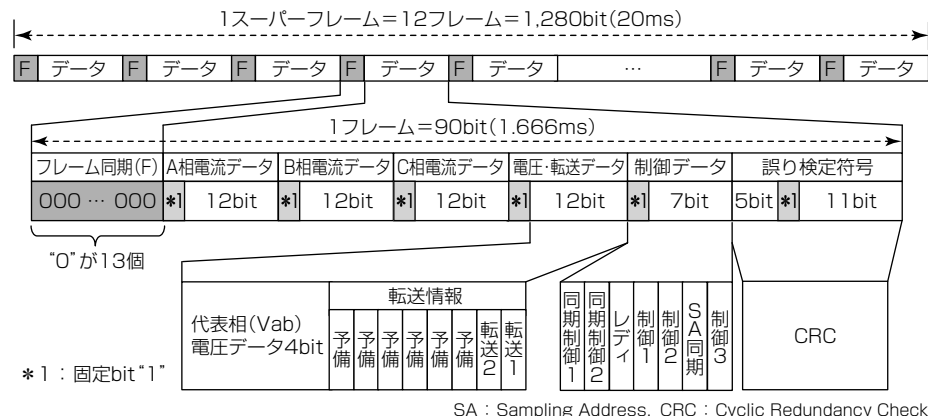 1スーパーフレーム=12フレーム=1,280bit(20ms)
F データ F データ F データ F データ F データ … F データ F データ
1フレーム=90bit(1.666ms)
フレーム同期(F) A相電流データ B相電流データ C相電流データ 電圧・転送データ 制御データ 誤り検定符号
000 … 000 *1 12bit *1 12bit *1 12bit *1 12bit *1 7bit 5bit *1 11bit
"0"が13個
代表相(Vab)
電圧データ4bit
転送情報
予備 予備 予備 予備 予備 予備 転送2 転送1
同期制御1 同期制御2 レディ 制御1 制御2 SA同期 制御3
CRC
*1:固定bit"1"
SA:Sampling Address, CRC:Cyclic Redundancy Check